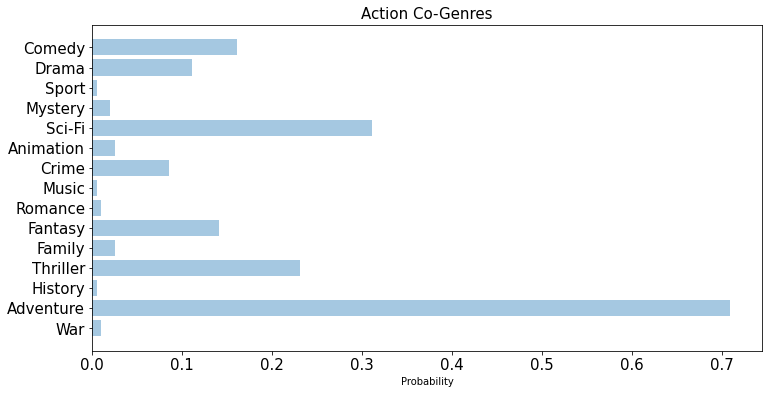 Action Co-Genres
Comedy
Drama
Sport
Mystery
Sci-Fi
Animation
Crime
Music
Romance
Fantasy
Family
Thriller
History
Adventure
War
0.0 0.1 0.2 0.3 0.4 0.5 0.6 0.7
Probability